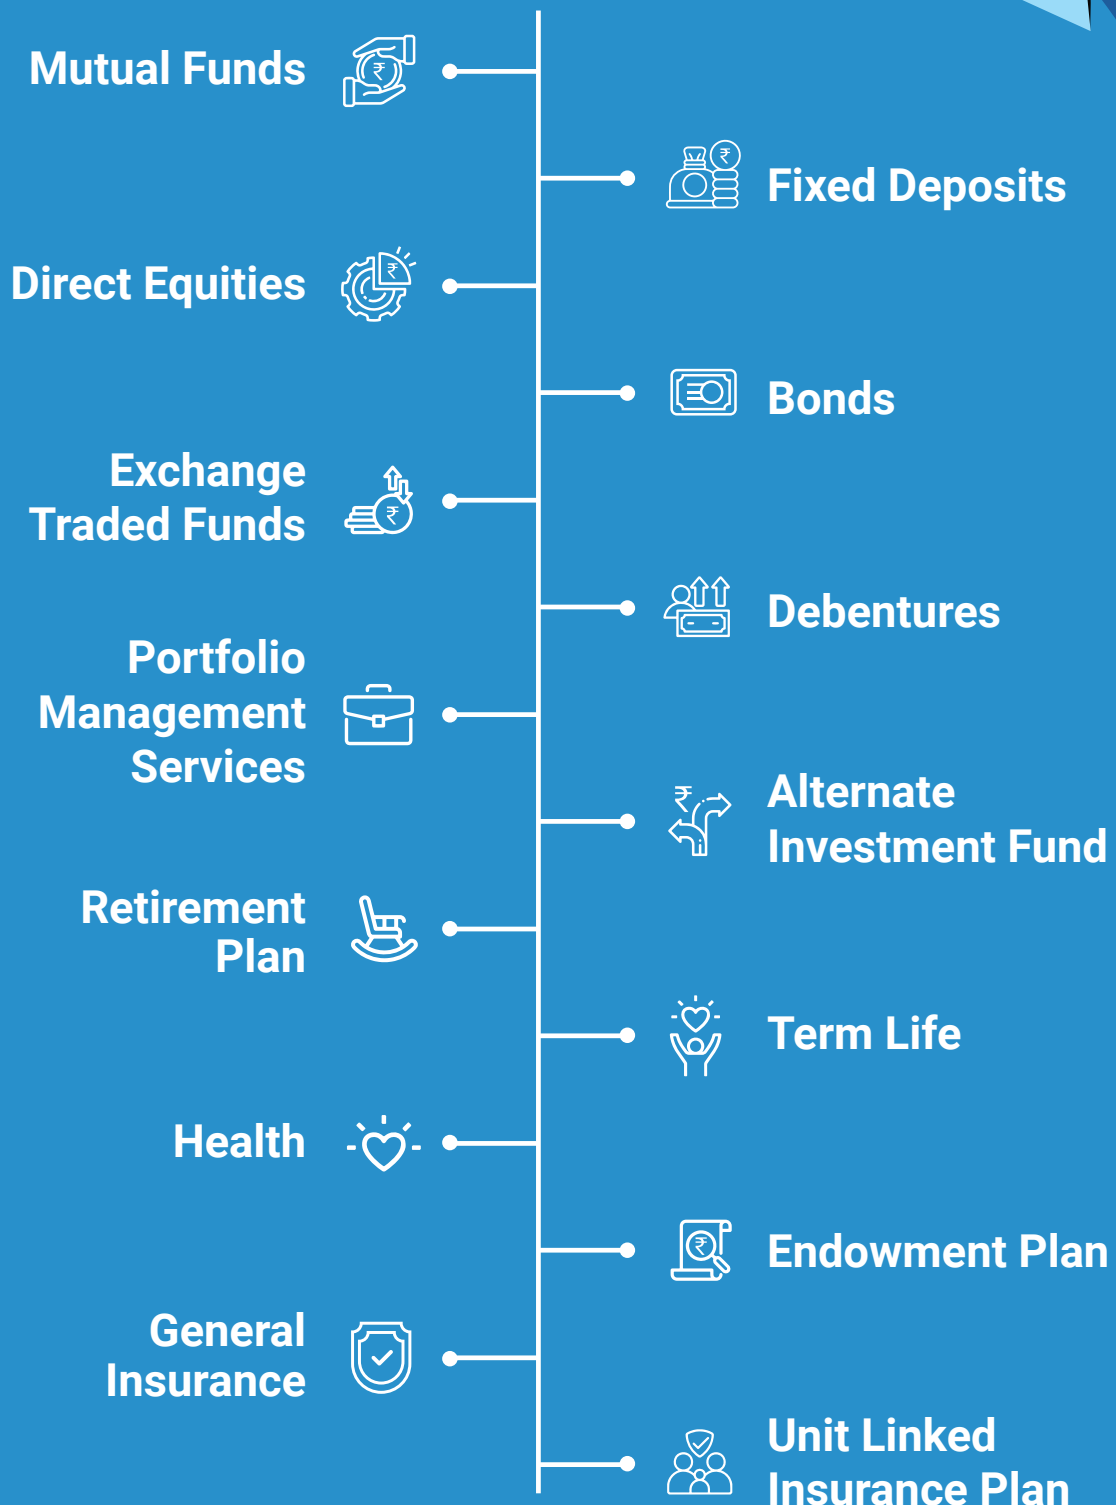 Mutual Funds
Fixed Deposits
Direct Equities
Bonds
Exchange
Traded Funds
Debentures
Portfolio
Management
Services
Alternate
Investment Fund
Retirement
Plan
Term Life
Health
Endowment Plan
General
Insurance
Unit Linked
Insurance Plan